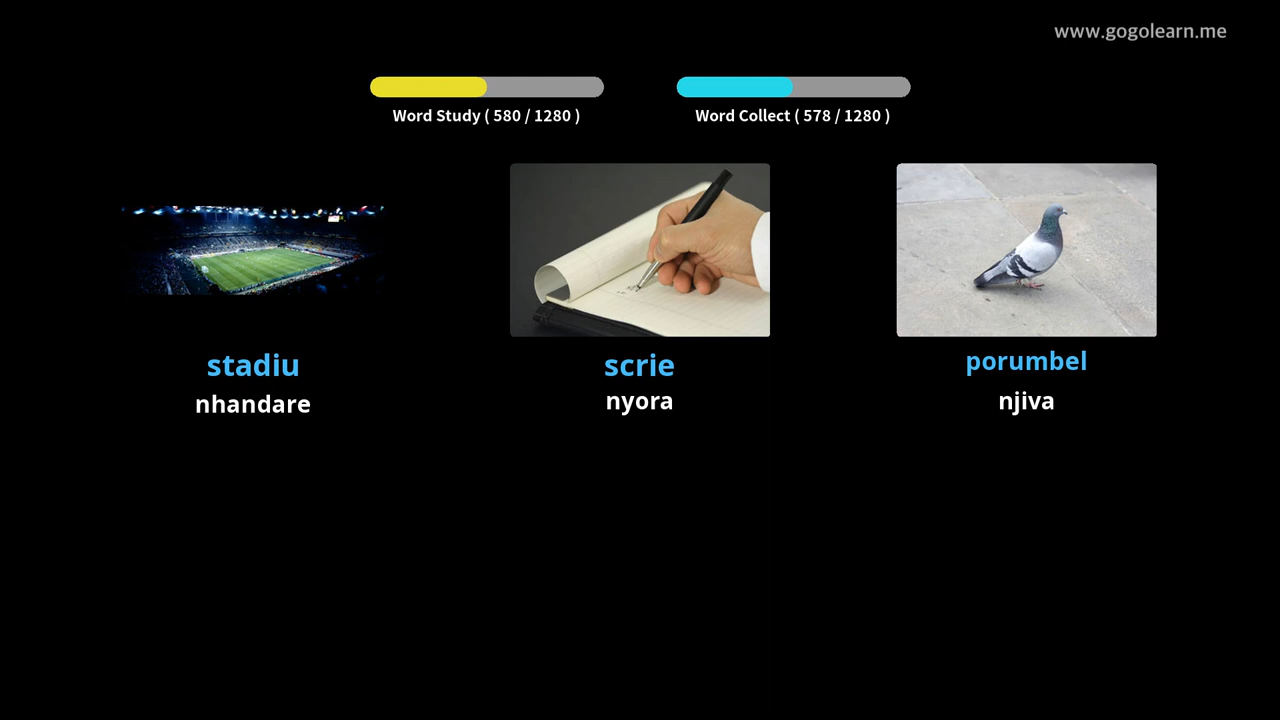 www.gogolearn.me
Word Study ( 580 / 1280 )
Word Collect ( 578 / 1280 )
stadiu
nhandare
scrie
nyora
porumbel
njiva